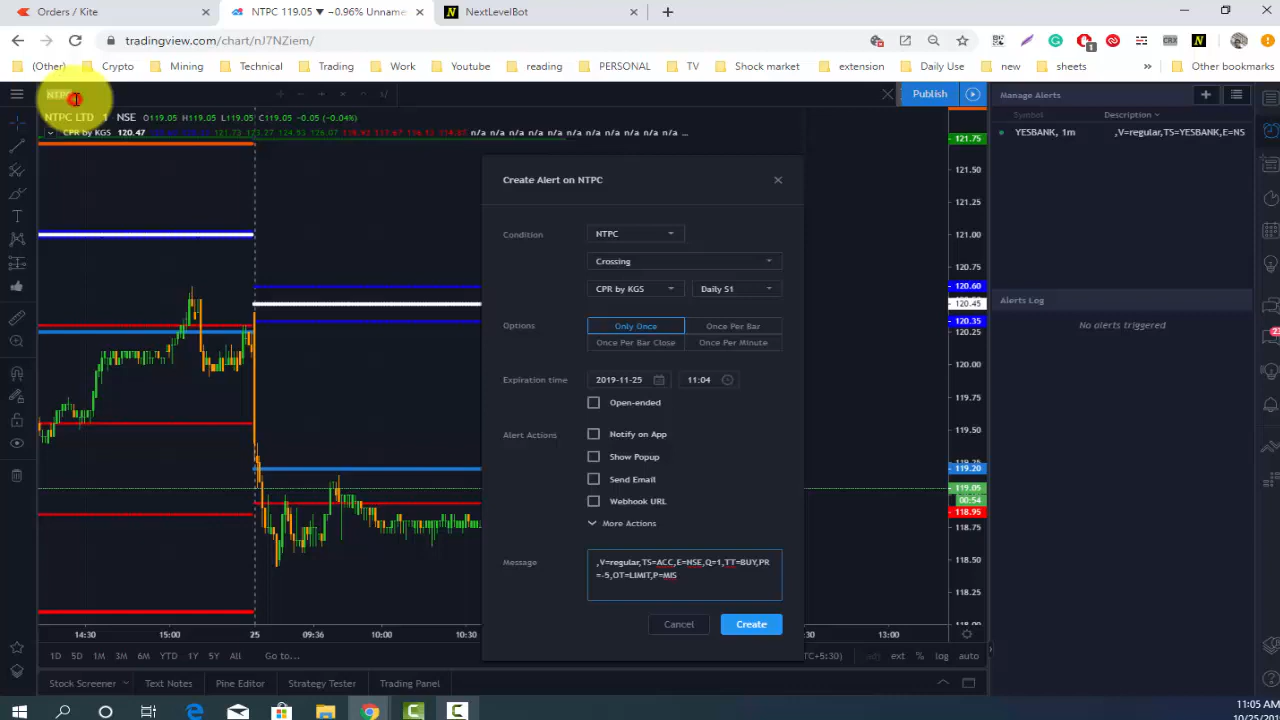 Orders / Kite
NTPC 119.05 ▼ −0.96% Unname
NextLevelBot
tradingview.com/chart/nJ7NZiem/
(Other)
Crypto
Mining
Technical
Trading
Work
Youtube
reading
PERSONAL
TV
Shock market
extension
Daily Use
new
sheets
»
Other bookmarks
NTPC
Publish
Manage Alerts
NTPC LTD 1 NSE O119.05 H119.05 L119.05 C119.05 −0.05 (−0.04%)
CPR by KGS 120.47
n/a n/a n/a n/a n/a n/a n/a n/a n/a n/a ...
Symbol
Description
YESBANK, 1m
,V=regular,TS=YESBANK,E=NS
Alerts Log
No alerts triggered
Create Alert on NTPC
Condition
NTPC
Crossing
CPR by KGS
Daily S1
Options
Only Once
Once Per Bar
Once Per Bar Close
Once Per Minute
Expiration time
2019-11-25
11:04
Open-ended
Alert Actions
Notify on App
Show Popup
Send Email
Webhook URL
More Actions
Message
,V=regular,TS=ACC,E=NSE,Q=1,TT=BUY,PR
=-5,OT=LIMIT,P=MIS
Cancel
Create
121.75
121.50
121.25
121.00
120.75
120.60
120.45
120.35
120.25
120.00
119.75
119.50
119.20
119.05
00:54
118.95
118.75
118.50
118.25
118.00
14:30
15:00
25
09:36
10:00
10:30
:30
13:00
1D
5D
1M
3M
6M
YTD
1Y
5Y
All
Go to...
TC+5:30)
adj
ext
%
log
auto
Stock Screener
Text Notes
Pine Editor
Strategy Tester
Trading Panel
11:05 AM
10/25/20